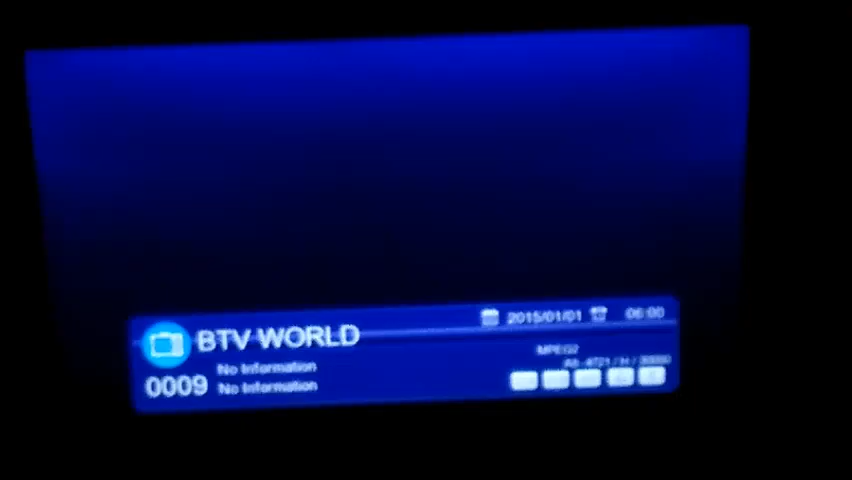 2015/01/01 06:00
BTV WORLD
MPEG2
No Information
0009 No Information